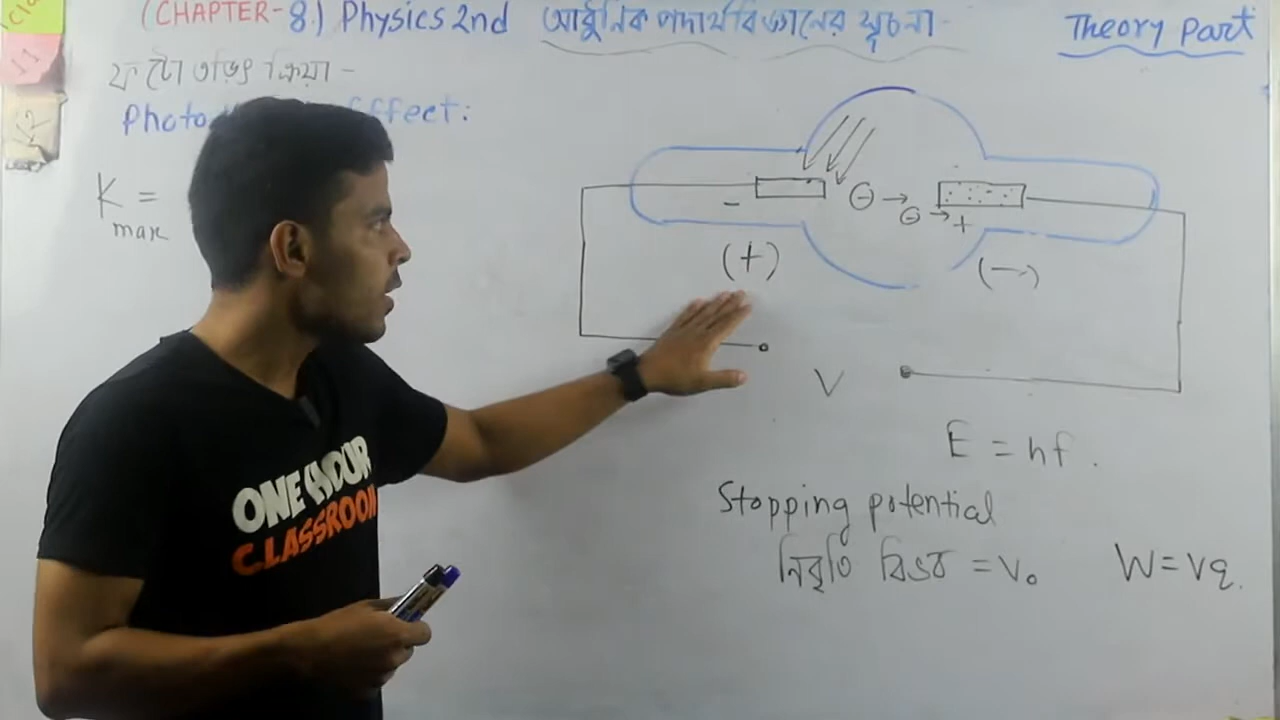 (CHAPTER-8) Physics 2nd আধুনিক পদার্থবিজ্ঞানের সূচনা- Theory Part
ফটো তড়িৎ ক্রিয়া -
Photo ffect:
K =
max
- +
(+) (-)
V
E = hf.
Stopping potential
নিবৃতি বিভব = V₀ W = Vq.
ONE HOUR
CLASSROOM